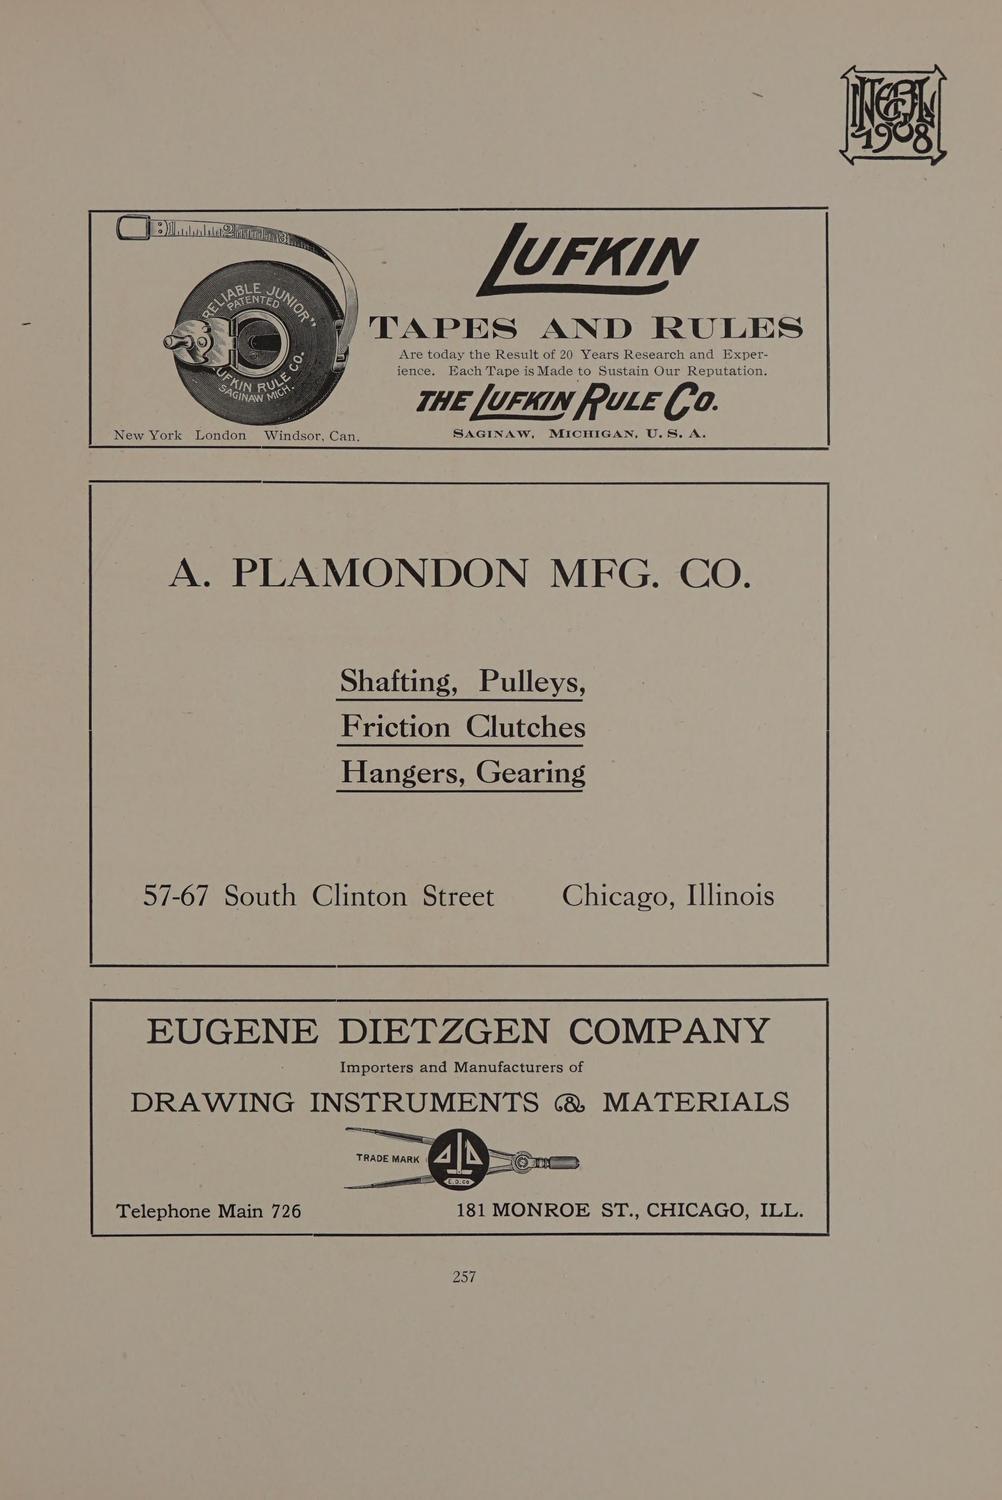 INTEGRAL
1908
1 2 3
"RELIABLE JUNIOR"
PATENTED
LUFKIN RULE CO.
SAGINAW MICH.
New York London Windsor, Can.
LUFKIN
TAPES AND RULES
Are today the Result of 20 Years Research and Exper-
ience. Each Tape is Made to Sustain Our Reputation.
THE LUFKIN RULE CO.
SAGINAW, MICHIGAN, U. S. A.
A. PLAMONDON MFG. CO.
Shafting, Pulleys,
Friction Clutches
Hangers, Gearing
57-67 South Clinton Street Chicago, Illinois
EUGENE DIETZGEN COMPANY
Importers and Manufacturers of
DRAWING INSTRUMENTS & MATERIALS
TRADE MARK
E.D.CO
Telephone Main 726 181 MONROE ST., CHICAGO, ILL.
257